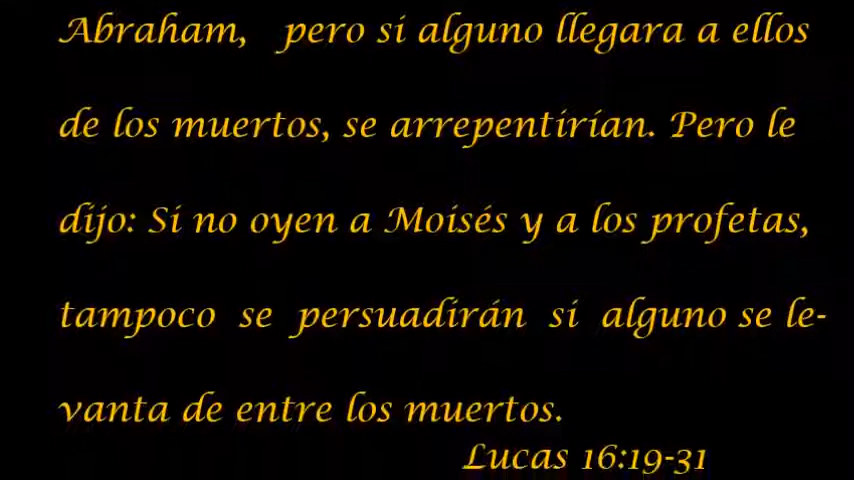 Abraham, pero si alguno llegara a ellos
de los muertos, se arrepentirían. Pero le
dijo: Si no oyen a Moisés y a los profetas,
tampoco se persuadirán si alguno se le-
vanta de entre los muertos.
Lucas 16:19-31